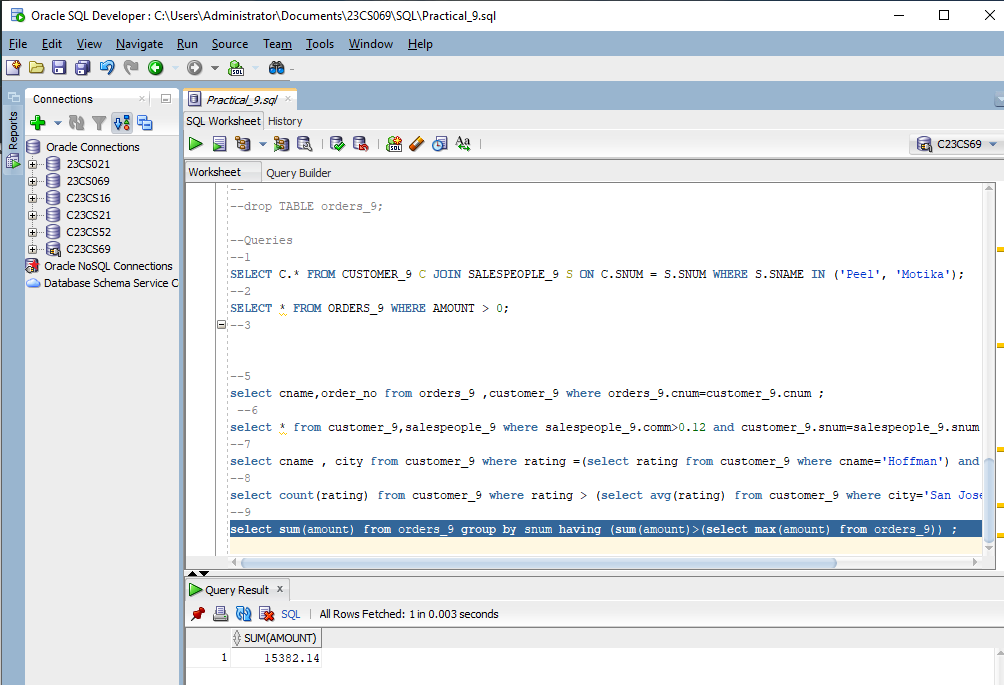 Oracle SQL Developer : C:\Users\Administrator\Documents\23CS069\SQL\Practical_9.sql
File Edit View Navigate Run Source Team Tools Window Help
Connections
Reports
Oracle Connections
23CS021
23CS069
C23CS16
C23CS21
C23CS52
C23CS69
Oracle NoSQL Connections
Database Schema Service C
Practical_9.sql
SQL Worksheet History
C23CS69
Worksheet Query Builder
--
--drop TABLE orders_9;
--Queries
--1
SELECT C.* FROM CUSTOMER_9 C JOIN SALESPEOPLE_9 S ON C.SNUM = S.SNUM WHERE S.SNAME IN ('Peel', 'Motika');
--2
SELECT * FROM ORDERS_9 WHERE AMOUNT > 0;
--3
--5
select cname,order_no from orders_9 ,customer_9 where orders_9.cnum=customer_9.cnum ;
--6
select * from customer_9,salespeople_9 where salespeople_9.comm>0.12 and customer_9.snum=salespeople_9.snum
--7
select cname , city from customer_9 where rating =(select rating from customer_9 where cname='Hoffman') and
--8
select count(rating) from customer_9 where rating > (select avg(rating) from customer_9 where city='San Jose
--9
select sum(amount) from orders_9 group by snum having (sum(amount)>(select max(amount) from orders_9)) ;
Query Result
SQL | All Rows Fetched: 1 in 0.003 seconds
SUM(AMOUNT)
1 15382.14